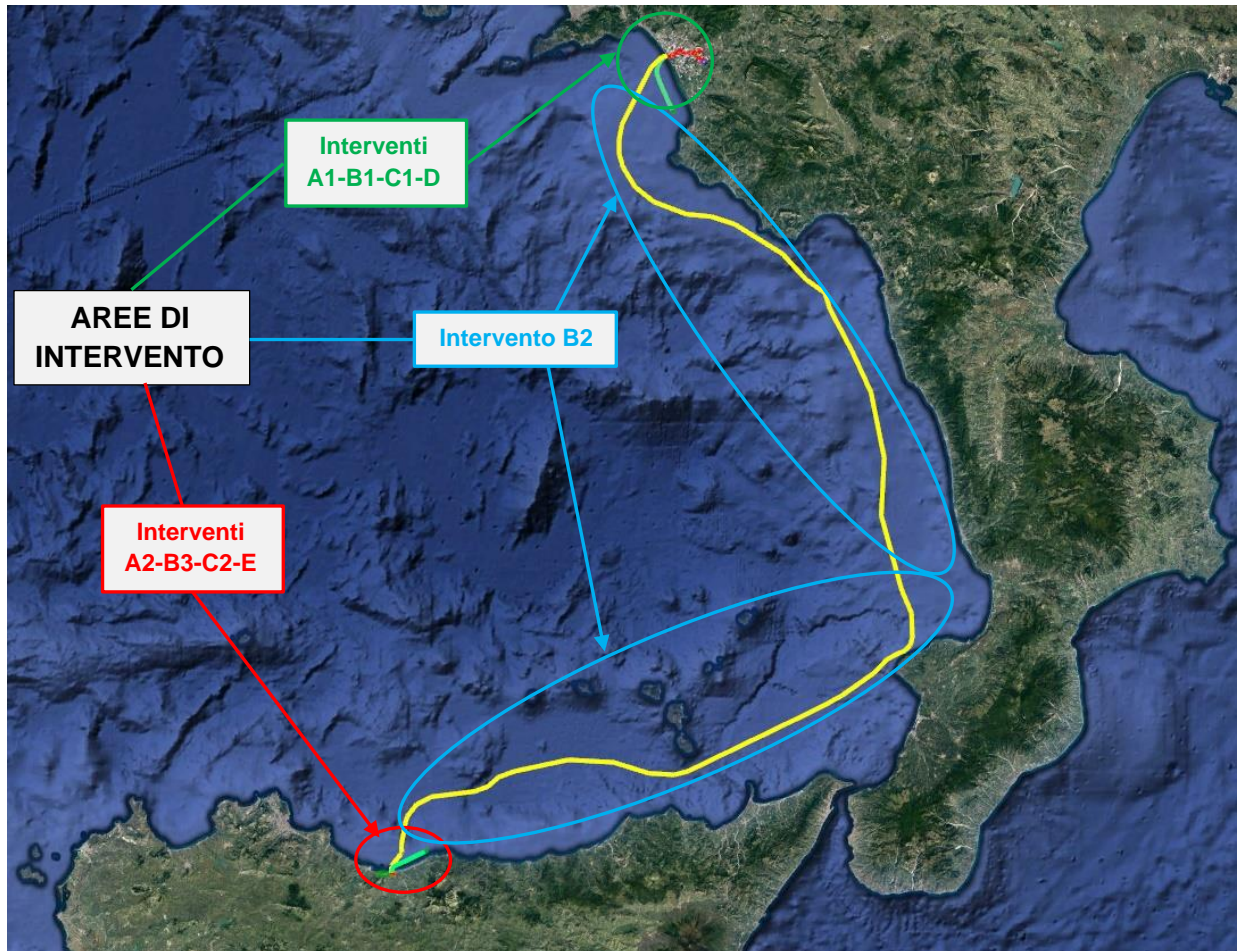 Interventi
A1-B1-C1-D
AREE DI
INTERVENTO
Intervento B2
Interventi
A2-B3-C2-E